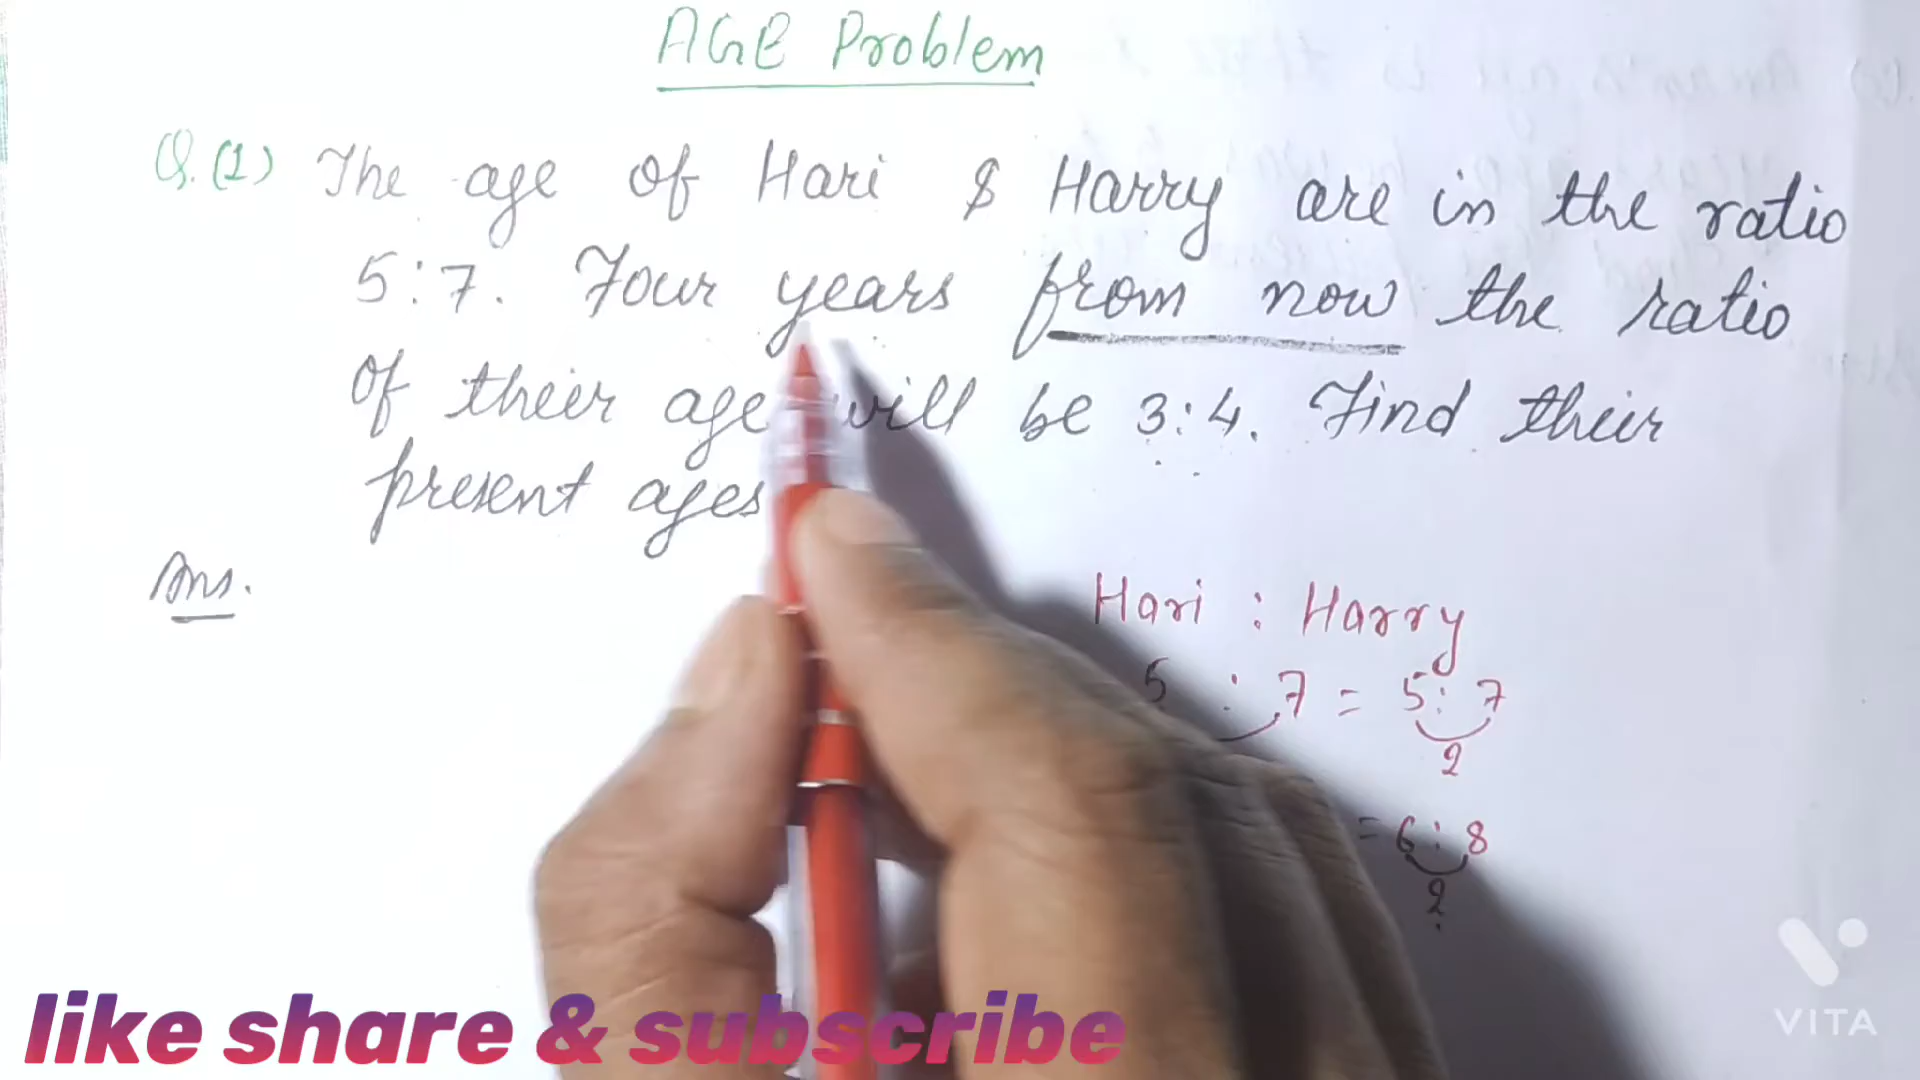 AGE Problem
Q.(1) The age of Hari & Harry are in the ratio
5:7. Four years from now the ratio
of their age will be 3:4. Find their
present ages
Ans.
Hari : Harry
5 : 7 = 5 : 7
2
= 6 : 8
2
VITA
like share & subscribe